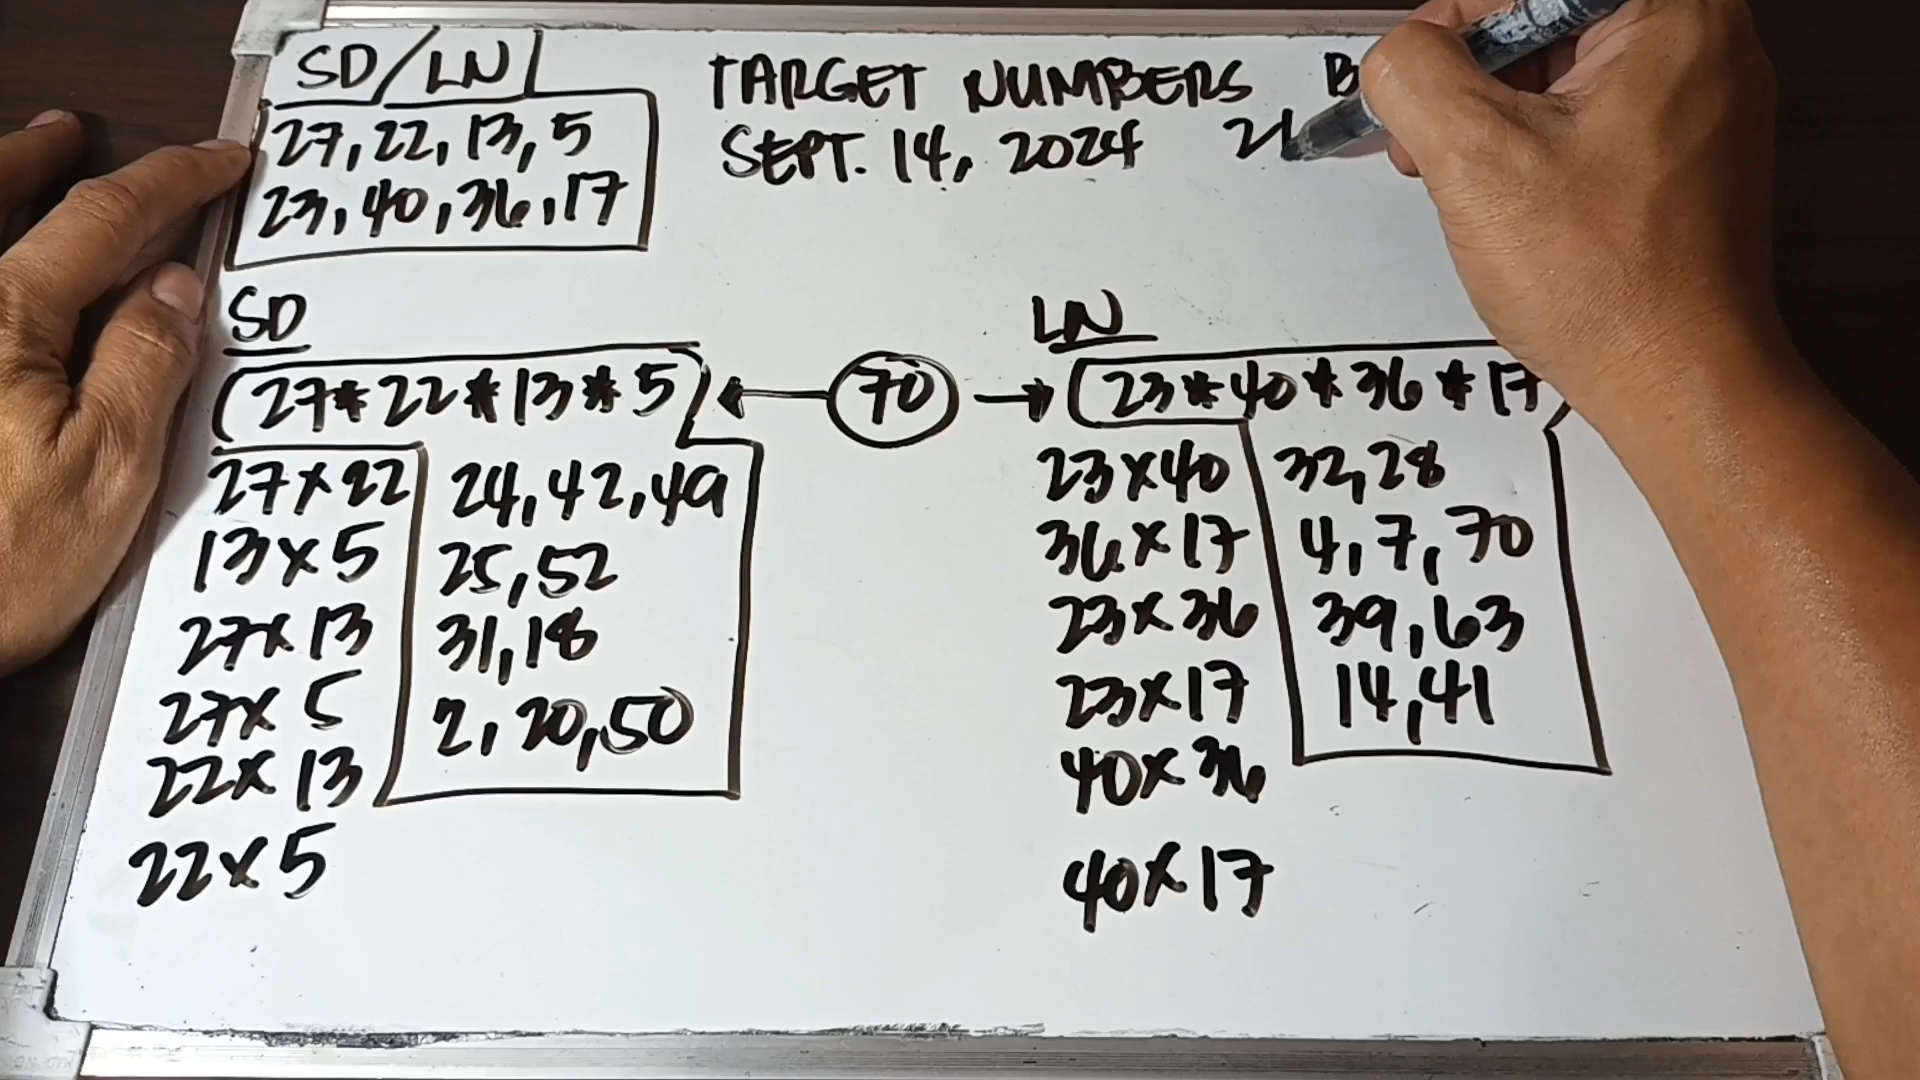 SD/LN
27, 22, 13, 5
23, 40, 36, 17
TARGET NUMBERS B
SEPT. 14, 2024
SD
27*22*13*5
27x22
13x5
27x13
27x5
22x13
22x5
24, 42, 49
25, 52
31, 18
2, 20, 50
70
LN
23*40*36*17
23x40
36x17
23x36
23x17
40x36
40x17
32, 28
4, 7, 70
39, 63
14, 41